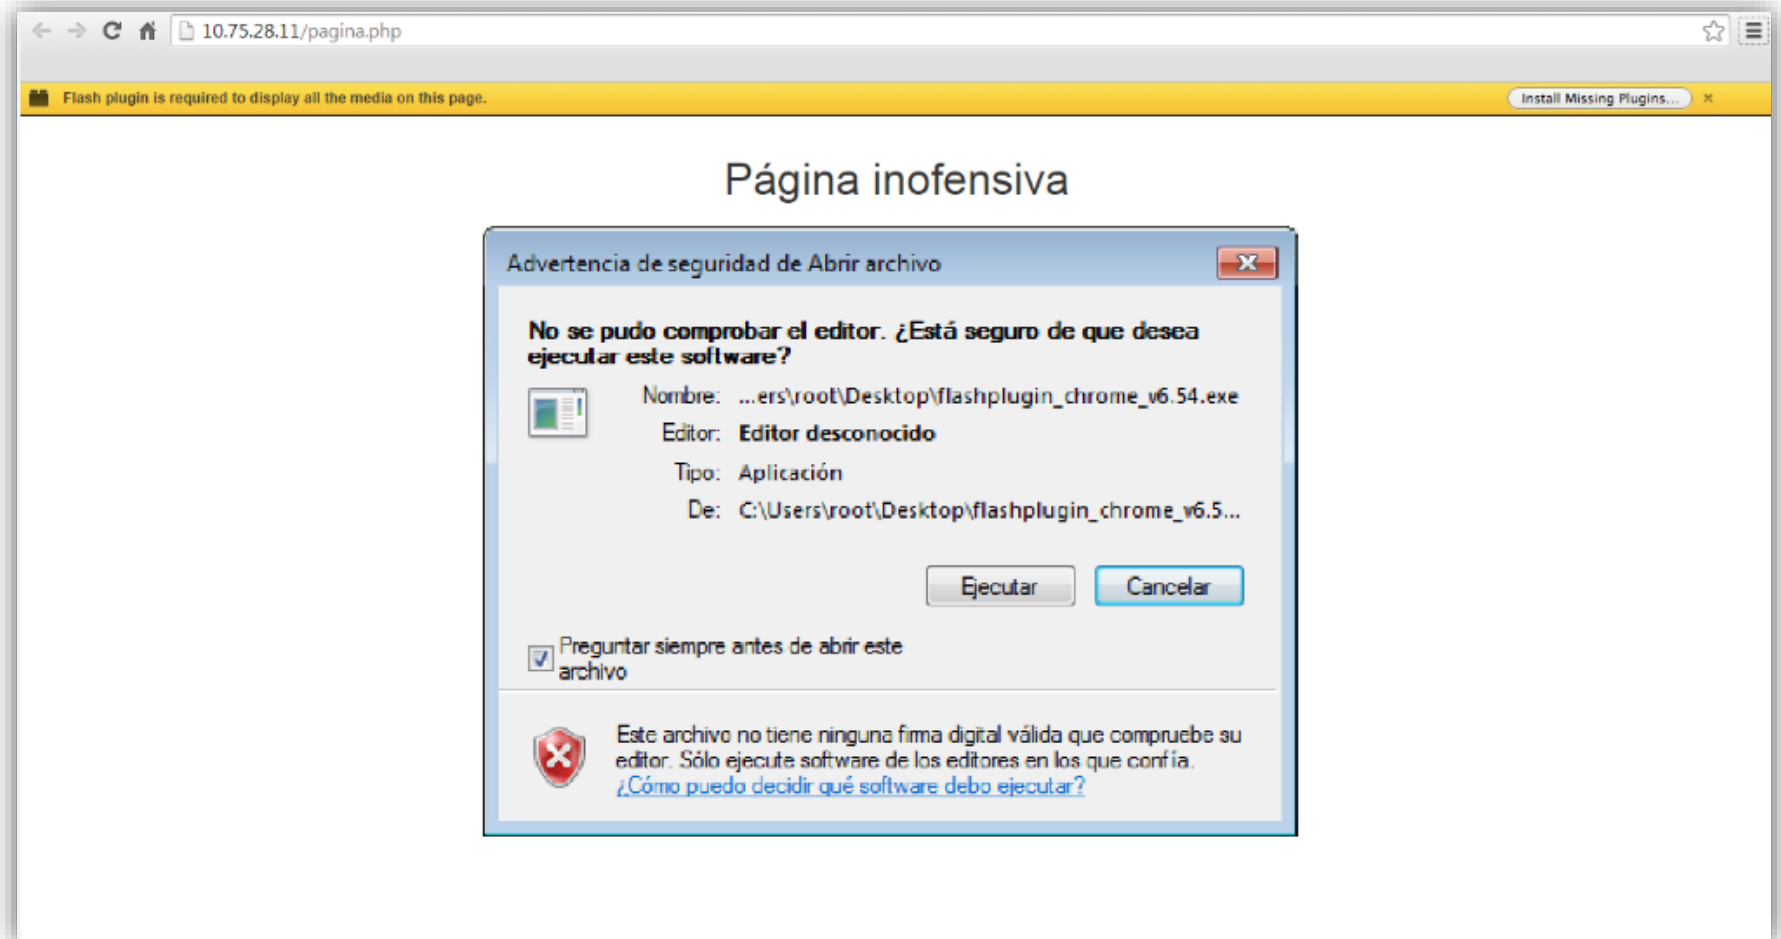 10.75.28.11/pagina.php
Flash plugin is required to display all the media on this page.
Install Missing Plugins...
Página inofensiva
Advertencia de seguridad de Abrir archivo
No se pudo comprobar el editor. ¿Está seguro de que desea
ejecutar este software?
Nombre: ...ers\root\Desktop\flashplugin_chrome_v6.54.exe
Editor: Editor desconocido
Tipo: Aplicación
De: C:\Users\root\Desktop\flashplugin_chrome_v6.5...
Ejecutar Cancelar
Preguntar siempre antes de abrir este
archivo
Este archivo no tiene ninguna firma digital válida que compruebe su
editor. Sólo ejecute software de los editores en los que confía.
¿Cómo puedo decidir qué software debo ejecutar?